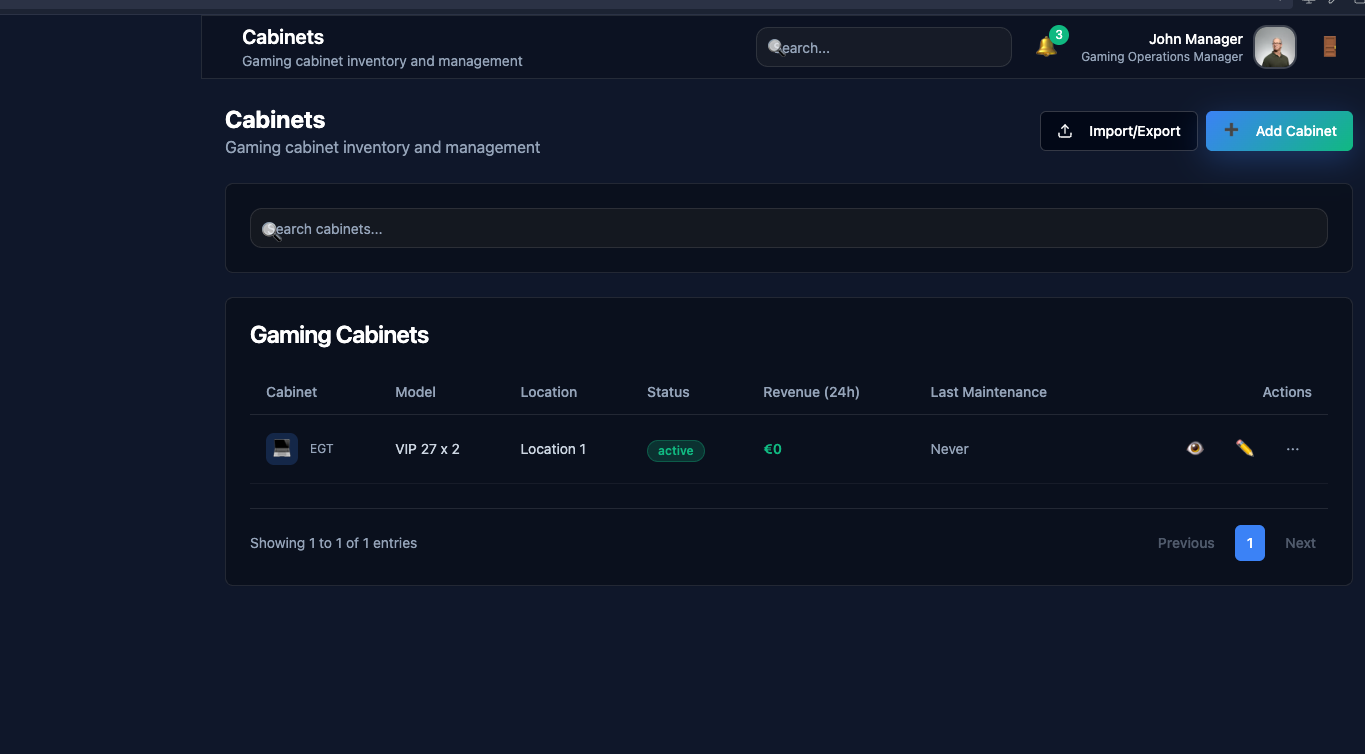 Cabinets
Gaming cabinet inventory and management
Search...
3
John Manager
Gaming Operations Manager
Cabinets
Gaming cabinet inventory and management
Import/Export
Add Cabinet
Search cabinets...
Gaming Cabinets
Cabinet Model Location Status Revenue (24h) Last Maintenance Actions
EGT VIP 27 x 2 Location 1 active €0 Never ...
Showing 1 to 1 of 1 entries
Previous 1 Next